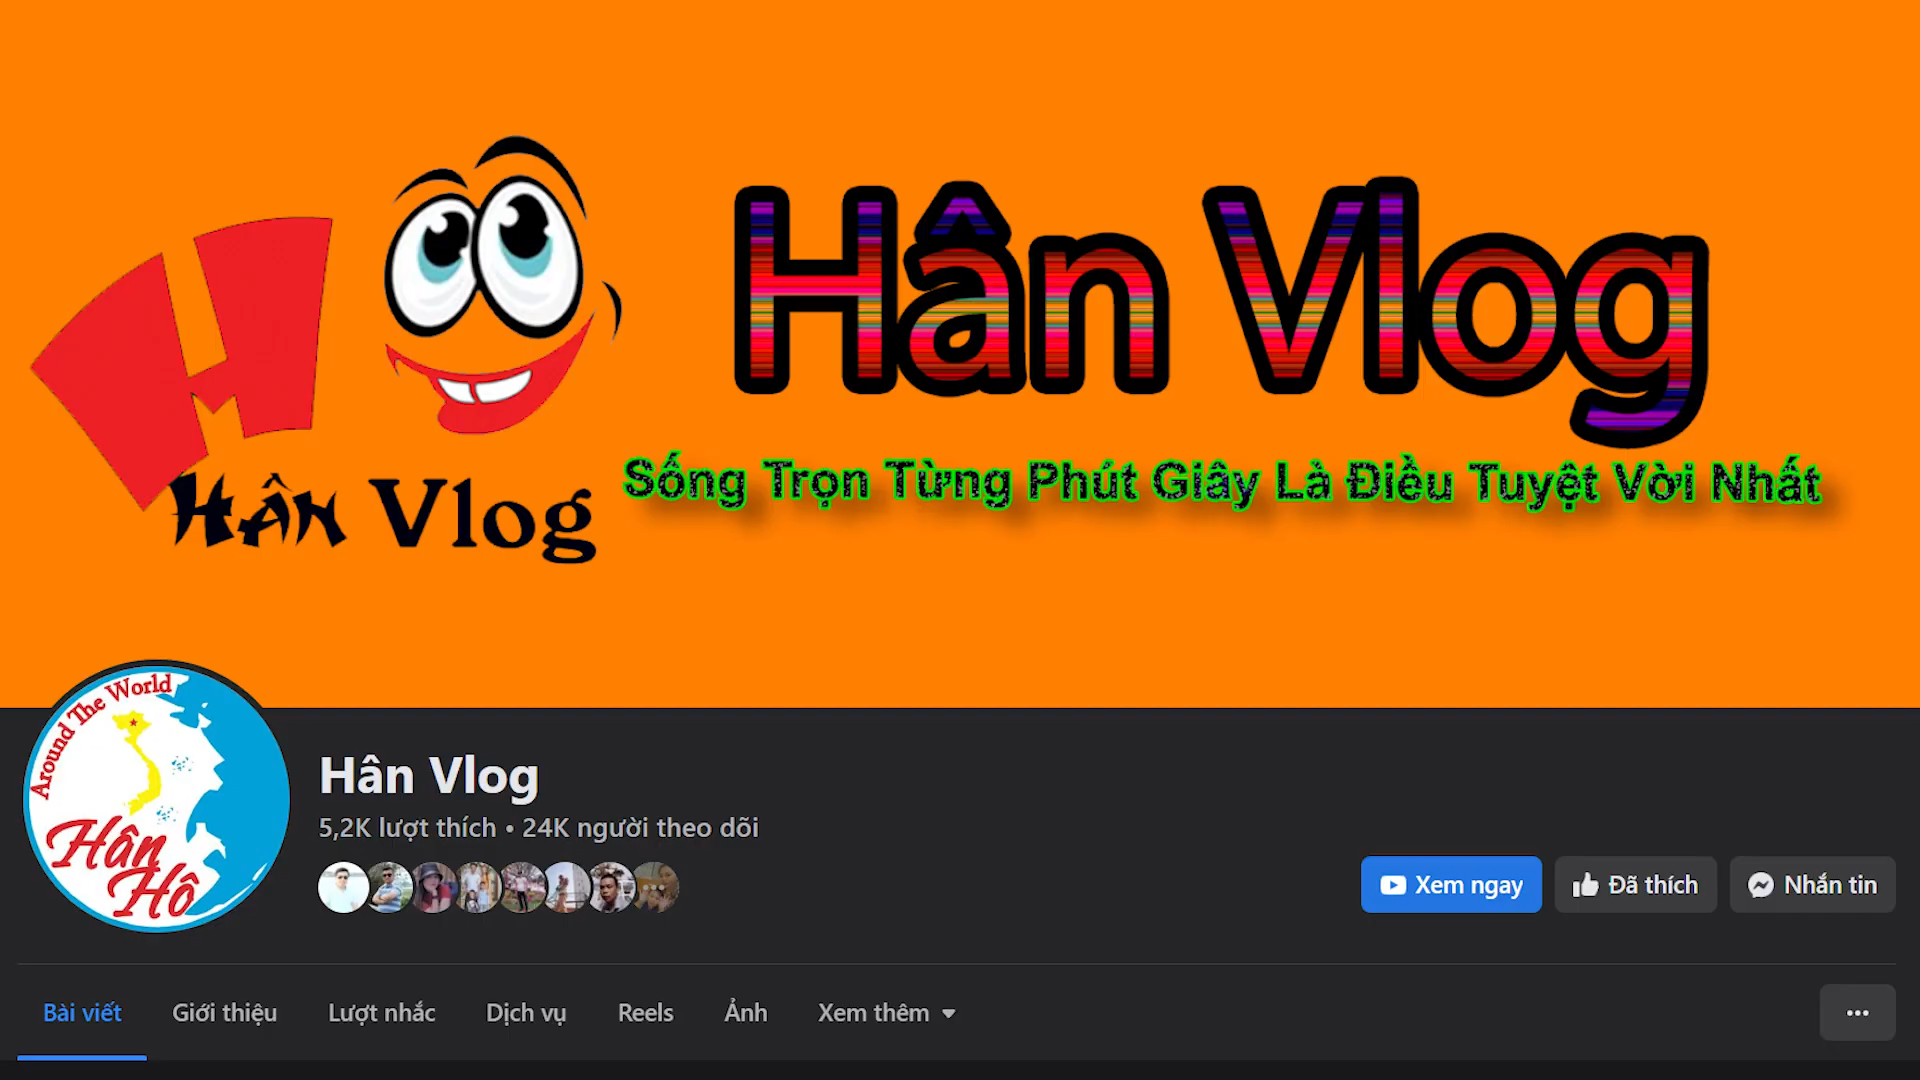 H
Hân Vlog
Hân Vlog
Sống Trọn Từng Phút Giây Là Điều Tuyệt Vời Nhất
Around The World
Hân
Hô
Hân Vlog
5,2K lượt thích • 24K người theo dõi
Xem ngay
Đã thích
Nhắn tin
Bài viết
Giới thiệu
Lượt nhắc
Dịch vụ
Reels
Ảnh
Xem thêm